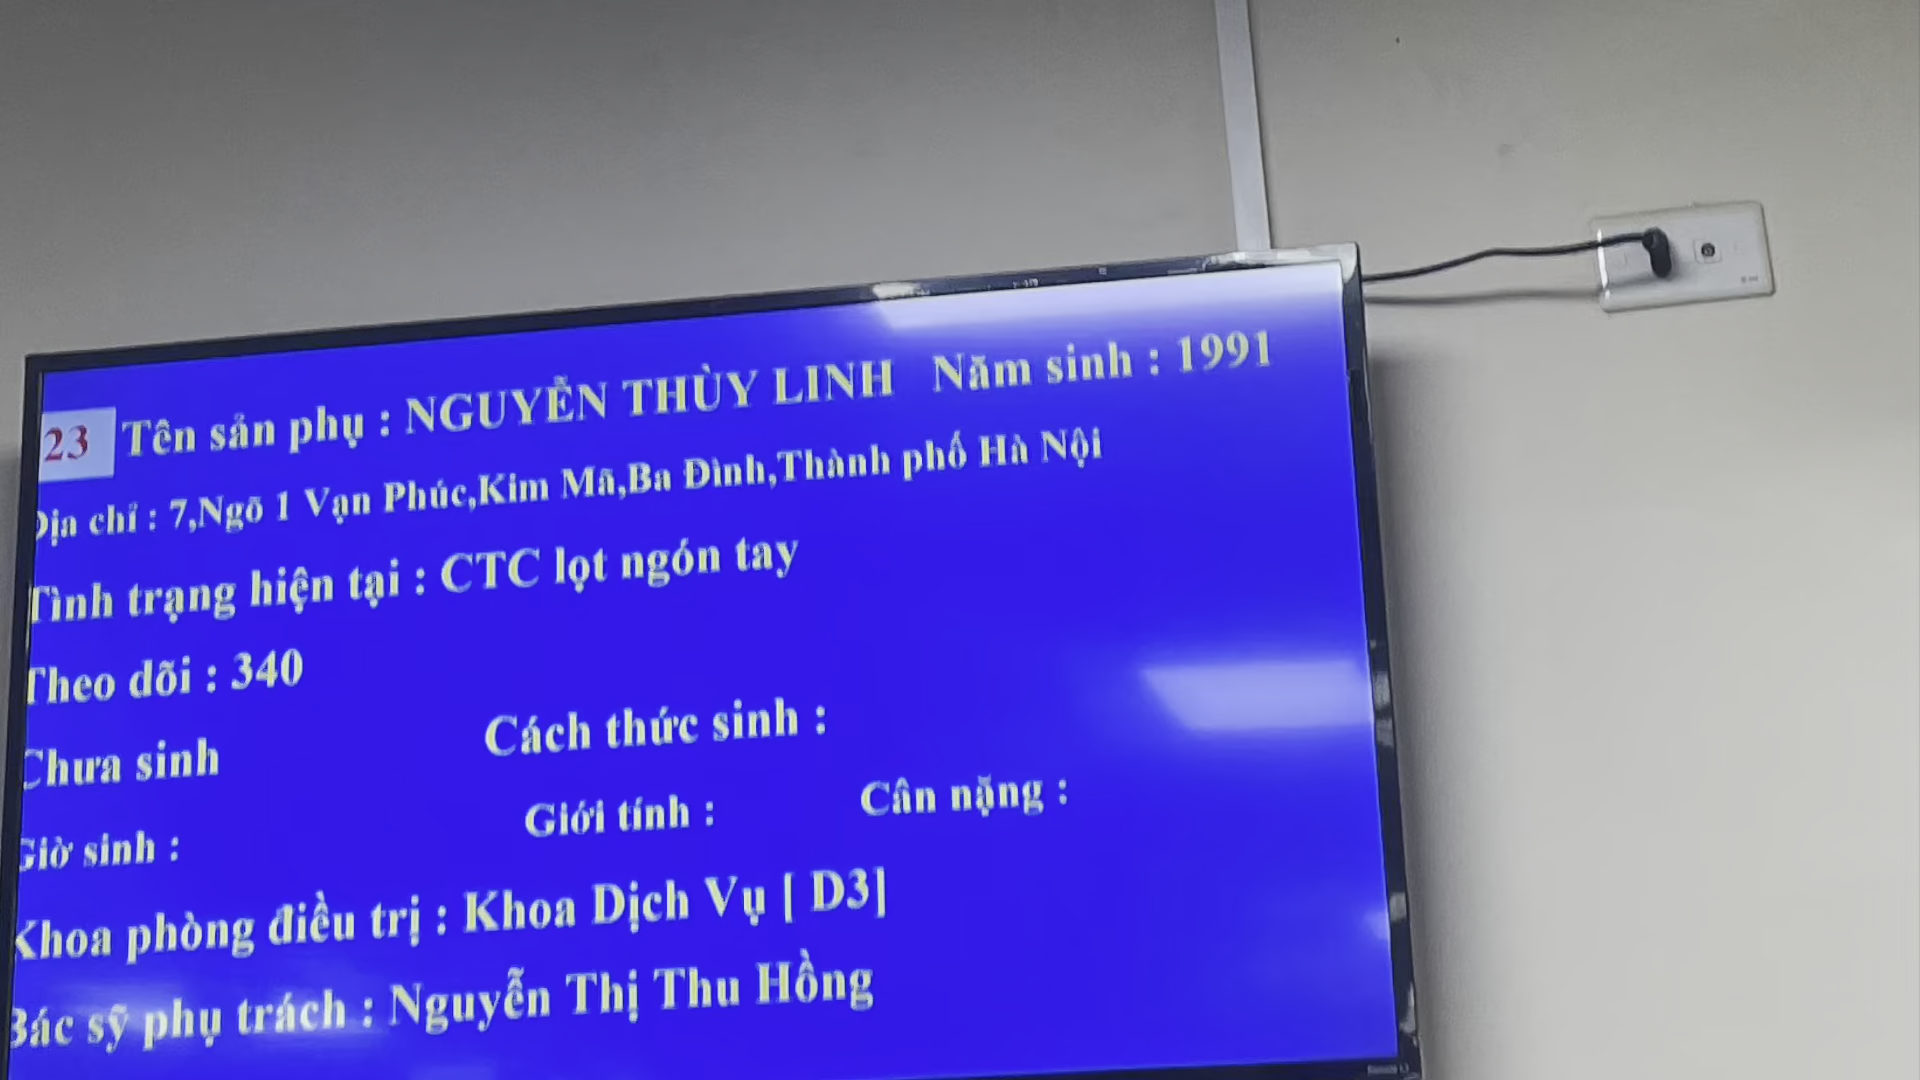 23 Tên sản phụ : NGUYỄN THÙY LINH Năm sinh : 1991
Địa chỉ : 7,Ngõ 1 Vạn Phúc,Kim Mã,Ba Đình,Thành phố Hà Nội
Tình trạng hiện tại : CTC lọt ngón tay
Theo dõi : 340
Chưa sinh Cách thức sinh :
Giờ sinh : Giới tính : Cân nặng :
Khoa phòng điều trị : Khoa Dịch Vụ [ D3]
Bác sỹ phụ trách : Nguyễn Thị Thu Hồng